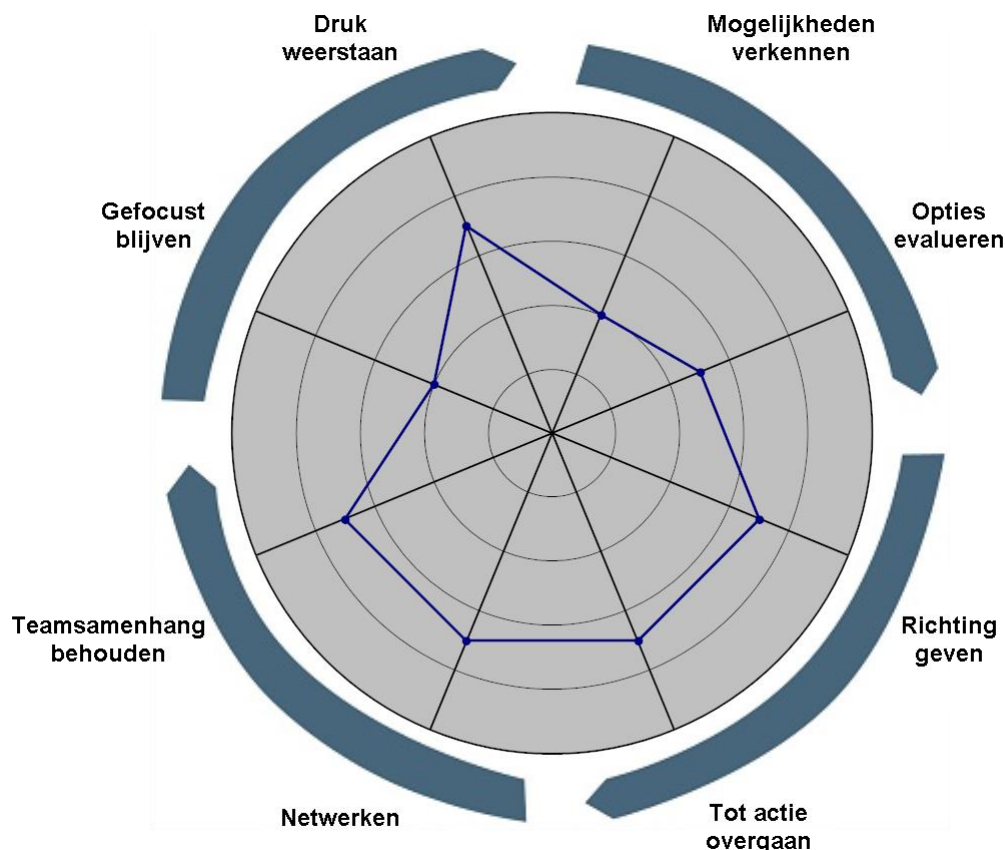 Druk
weerstaan
Mogelijkheden
verkennen
Gefocust
blijven
Opties
evalueren
Teamsamenhang
behouden
Richting
geven
Netwerken
Tot actie
overgaan